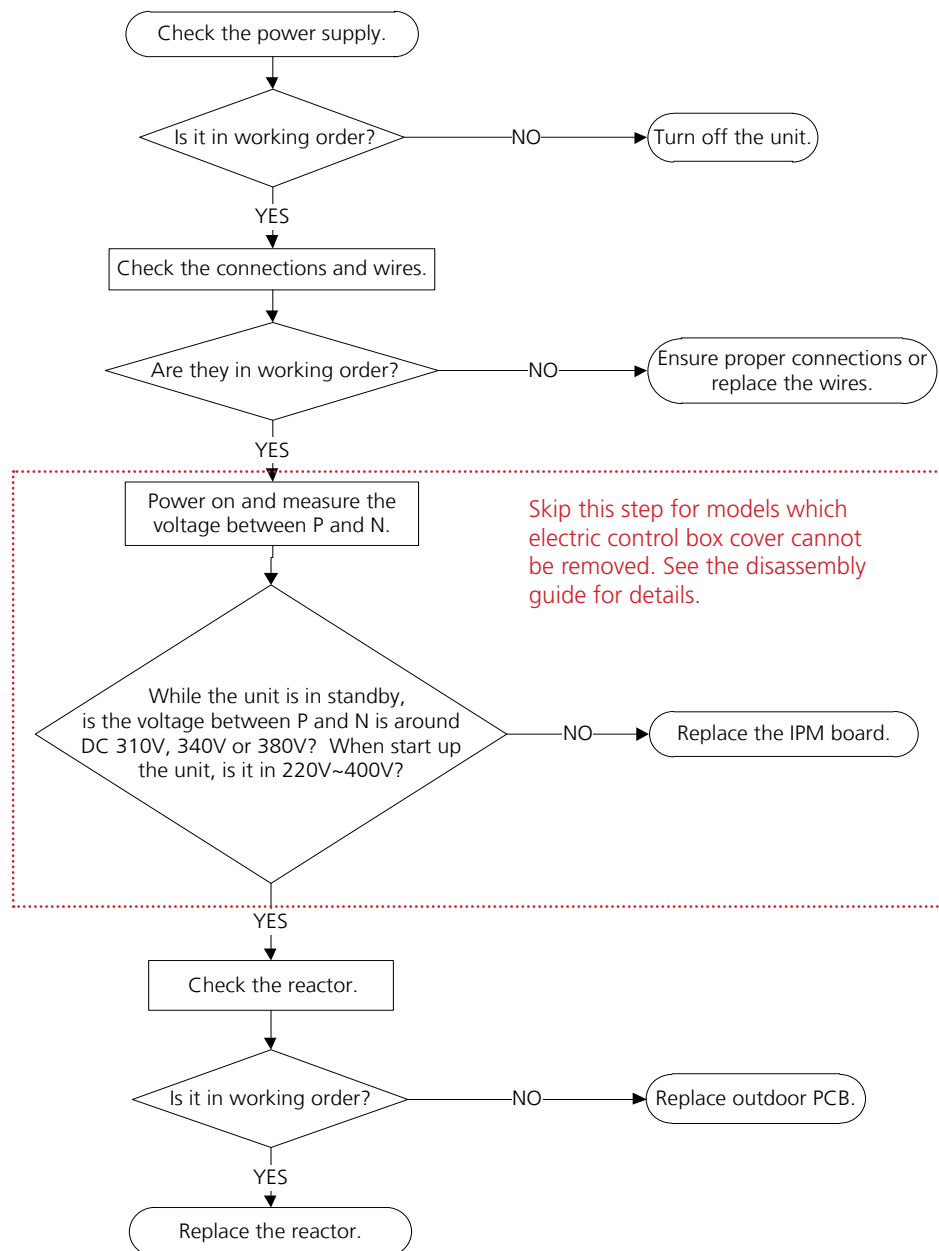 Check the power supply.
Is it in working order?
NO
Turn off the unit.
YES
Check the connections and wires.
Are they in working order?
NO
Ensure proper connections or
replace the wires.
YES
Power on and measure the
voltage between P and N.
Skip this step for models which
electric control box cover cannot
be removed. See the disassembly
guide for details.
While the unit is in standby,
is the voltage between P and N is around
DC 310V, 340V or 380V?  When start up
the unit, is it in 220V~400V?
NO
Replace the IPM board.
YES
Check the reactor.
Is it in working order?
NO
Replace outdoor PCB.
YES
Replace the reactor.